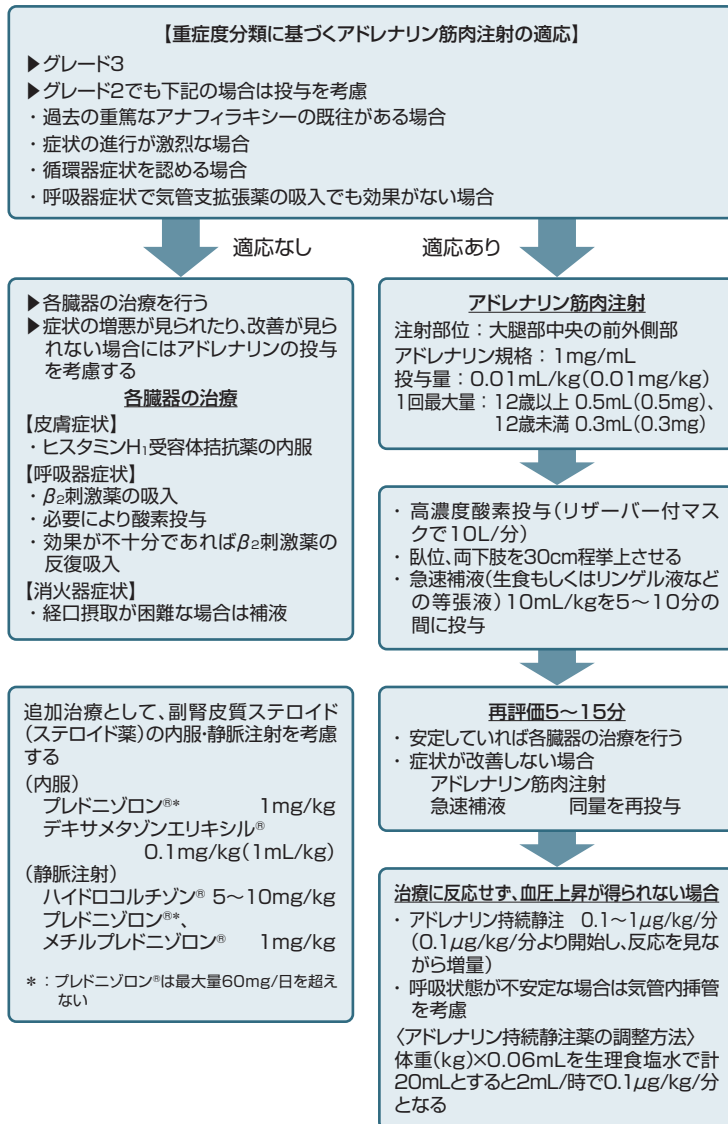 【重症度分類に基づくアドレナリン筋肉注射の適応】
▶グレード3
▶グレード2でも下記の場合は投与を考慮
・過去の重篤なアナフィラキシーの既往がある場合
・症状の進行が激烈な場合
・循環器症状を認める場合
・呼吸器症状で気管支拡張薬の吸入でも効果がない場合
適応なし
適応あり
▶各臓器の治療を行う
▶症状の増悪が見られたり、改善が見ら
れない場合にはアドレナリンの投与
を考慮する
各臓器の治療
【皮膚症状】
・ヒスタミンH₁受容体拮抗薬の内服
【呼吸器症状】
・β₂刺激薬の吸入
・必要により酸素投与
・効果が不十分であればβ₂刺激薬の
反復吸入
【消火器症状】
・経口摂取が困難な場合は補液
追加治療として、副腎皮質ステロイド
(ステロイド薬)の内服・静脈注射を考慮
する
(内服)
プレドニゾロン®* 1mg/kg
デキサメタゾンエリキシル®
0.1mg/kg(1mL/kg)
(静脈注射)
ハイドロコルチゾン® 5〜10mg/kg
プレドニゾロン®*、
メチルプレドニゾロン® 1mg/kg
*：プレドニゾロン®は最大量60mg/日を超え
ない
アドレナリン筋肉注射
注射部位：大腿部中央の前外側部
アドレナリン規格：1mg/mL
投与量：0.01mL/kg(0.01mg/kg)
1回最大量：12歳以上 0.5mL(0.5mg)、
12歳未満 0.3mL(0.3mg)
・高濃度酸素投与(リザーバー付マス
クで10L/分)
・臥位、両下肢を30cm程挙上させる
・急速補液(生食もしくはリンゲル液など
の等張液)10mL/kgを5〜10分の
間に投与
再評価5〜15分
・安定していれば各臓器の治療を行う
・症状が改善しない場合
アドレナリン筋肉注射
急速補液 同量を再投与
治療に反応せず、血圧上昇が得られない場合
・アドレナリン持続静注 0.1〜1μg/kg/分
(0.1μg/kg/分より開始し、反応を見な
がら増量)
・呼吸状態が不安定な場合は気管内挿管
を考慮
〈アドレナリン持続静注薬の調整方法〉
体重(kg)×0.06mLを生理食塩水で計
20mLとすると2mL/時で0.1μg/kg/分
となる